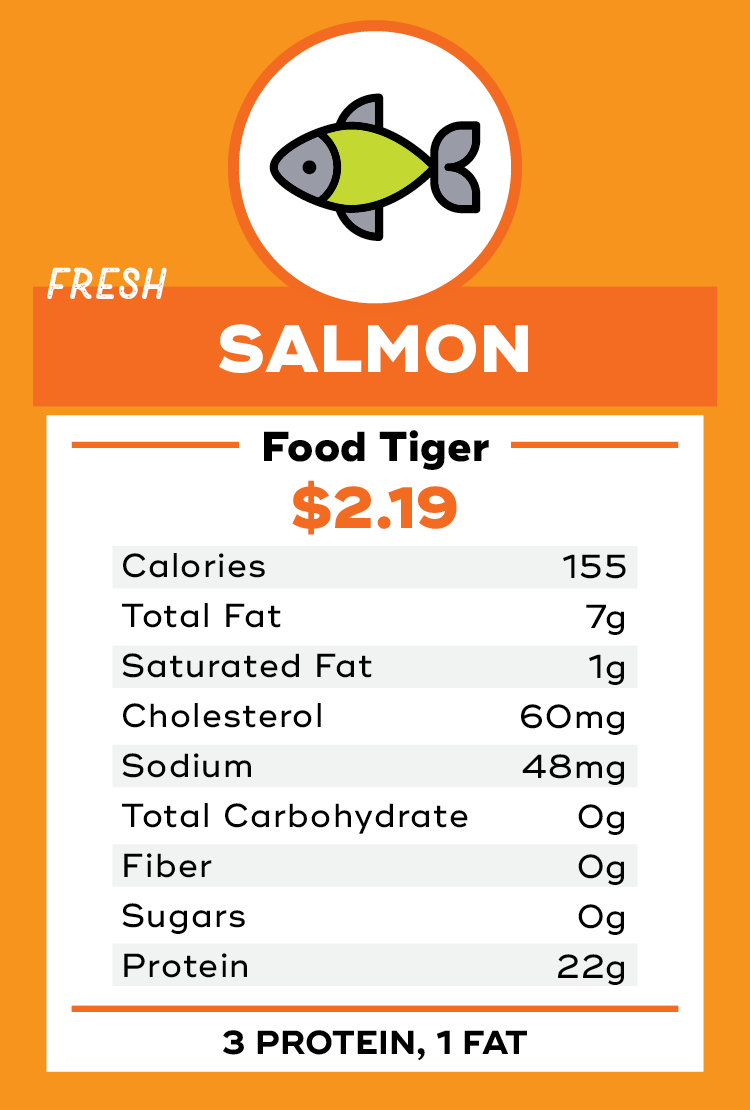 FRESH
SALMON
Food Tiger
$2.19
Calories 155
Total Fat 7g
Saturated Fat 1g
Cholesterol 60mg
Sodium 48mg
Total Carbohydrate 0g
Fiber 0g
Sugars 0g
Protein 22g
3 PROTEIN, 1 FAT